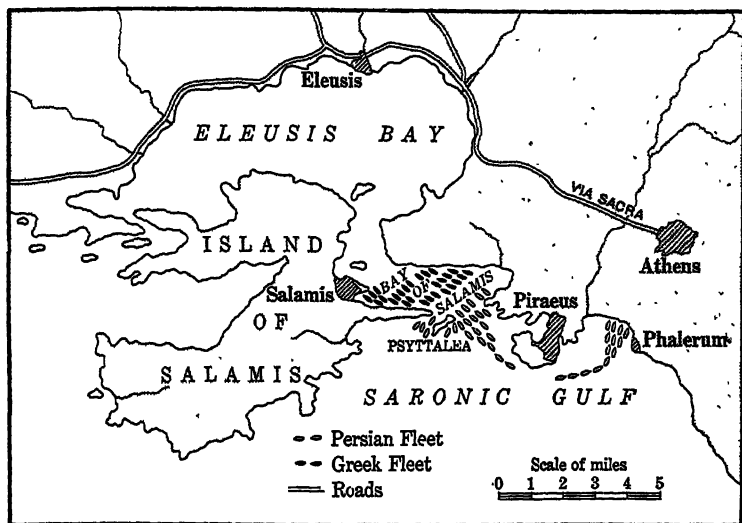 Eleusis
ELEUSIS BAY
VIA SACRA
Athens
ISLAND
OF
SALAMIS
Salamis
BAY
OF
SALAMIS
Piraeus
PSYTTALEA
Phalerum
SARONIC GULF
Persian Fleet
Greek Fleet
Roads
Scale of miles
0 1 2 3 4 5